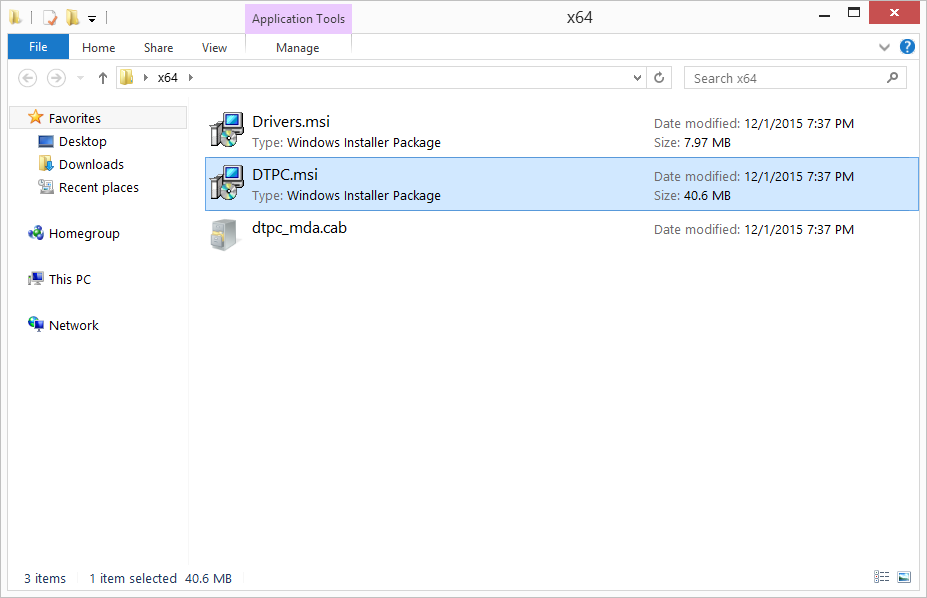 Application Tools
x64
File
Home
Share
View
Manage
?
x64
Search x64
Favorites
Desktop
Downloads
Recent places
Homegroup
This PC
Network
Drivers.msi
Type: Windows Installer Package
Date modified: 12/1/2015 7:37 PM
Size: 7.97 MB
DTPC.msi
Type: Windows Installer Package
Date modified: 12/1/2015 7:37 PM
Size: 40.6 MB
dtpc_mda.cab
Date modified: 12/1/2015 7:37 PM
3 items 1 item selected 40.6 MB